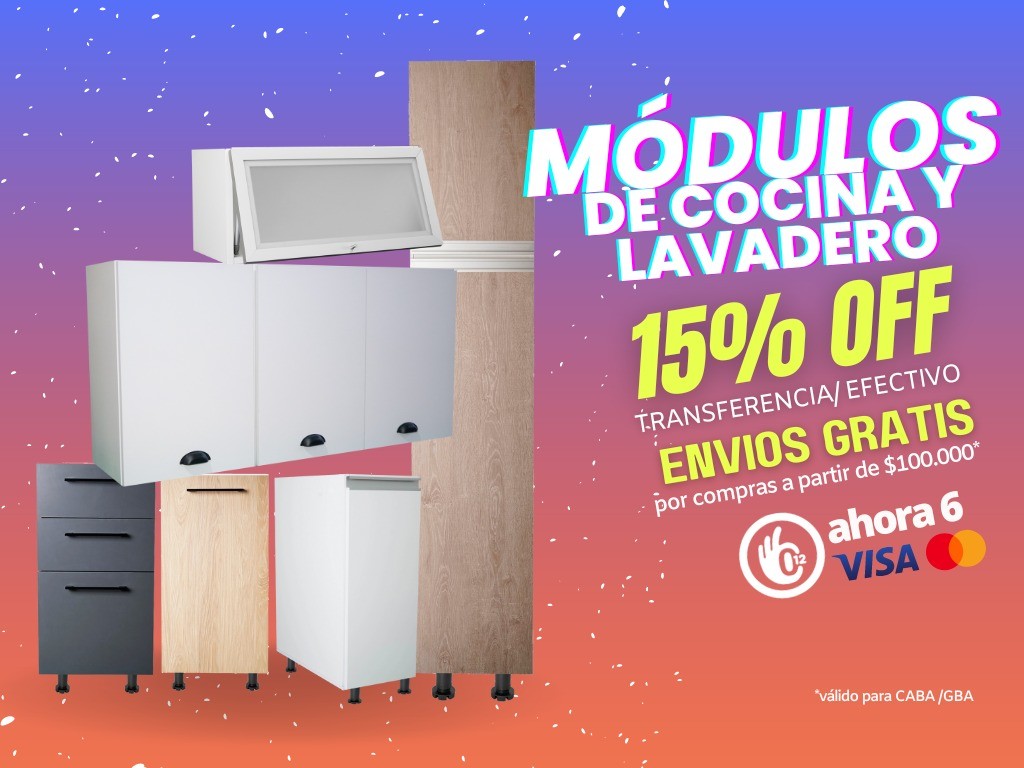 MÓDULOS
DE COCINA Y
LAVADERO
15% OFF
TRANSFERENCIA/ EFECTIVO
ENVIOS GRATIS
por compras a partir de $100.000*
12
ahora 6
VISA
*válido para CABA /GBA